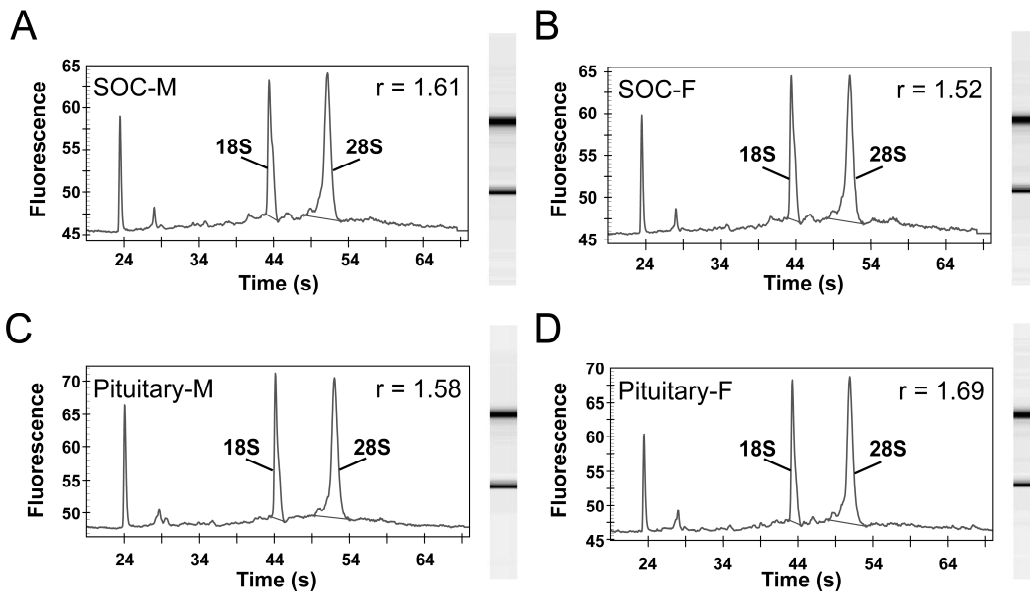 A
SOC-M
r = 1.61
18S
28S
Fluorescence
65
60
55
50
45
24
34
44
54
64
Time (s)
B
SOC-F
r = 1.52
18S
28S
Fluorescence
65
60
55
50
45
24
34
44
54
64
Time (s)
C
Pituitary-M
r = 1.58
18S
28S
Fluorescence
70
65
60
55
50
24
34
44
54
64
Time (s)
D
Pituitary-F
r = 1.69
18S
28S
Fluorescence
70
65
60
55
50
45
24
34
44
54
64
Time (s)